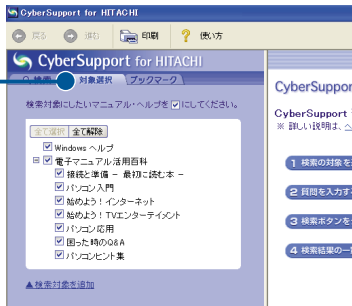 CyberSupport for HITACHI
戻る 進む 印刷 使い方
CyberSupport for HITACHI
対象選択 ブックマーク
検索対象にしたいマニュアル・ヘルプを☑にしてください。
全て選択 全て解除
Windows ヘルプ
電子マニュアル活用百科
接続と準備 － 最初に読む本 －
パソコン入門
始めよう！インターネット
始めよう！TVエンターテイメント
パソコン応用
困った時のQ&A
パソコンヒント集
▲検索対象を追加
CyberSuppor
CyberSupport
※ 詳しい説明は、
1 検索の対象を
2 質問を入力す
3 検索ボタンを
4 検索結果の一